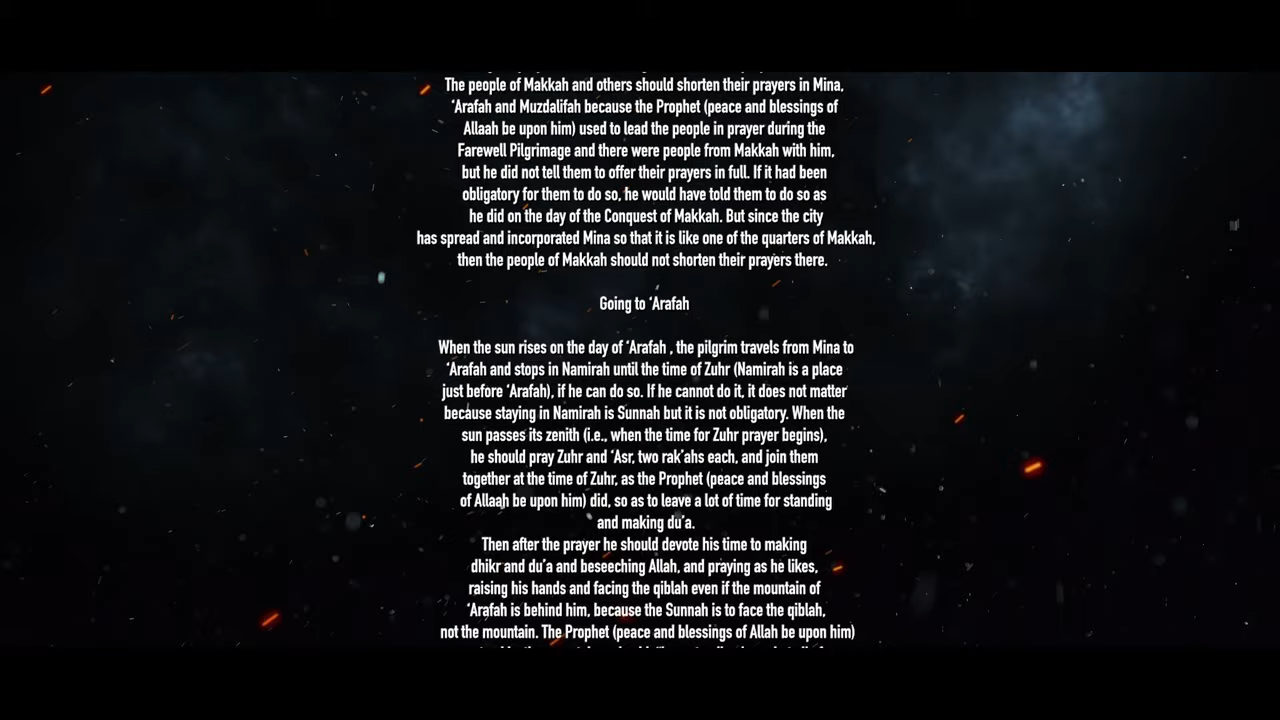 The people of Makkah and others should shorten their prayers in Mina,
‘Arafah and Muzdalifah because the Prophet (peace and blessings of
Allaah be upon him) used to lead the people in prayer during the
Farewell Pilgrimage and there were people from Makkah with him,
but he did not tell them to offer their prayers in full. If it had been
obligatory for them to do so, he would have told them to do so as
he did on the day of the Conquest of Makkah. But since the city
has spread and incorporated Mina so that it is like one of the quarters of Makkah,
then the people of Makkah should not shorten their prayers there.
Going to ‘Arafah
When the sun rises on the day of ‘Arafah , the pilgrim travels from Mina to
‘Arafah and stops in Namirah until the time of Zuhr (Namirah is a place
just before ‘Arafah), if he can do so. If he cannot do it, it does not matter
because staying in Namirah is Sunnah but it is not obligatory. When the
sun passes its zenith (i.e., when the time for Zuhr prayer begins),
he should pray Zuhr and ‘Asr, two rak’ahs each, and join them
together at the time of Zuhr, as the Prophet (peace and blessings
of Allaah be upon him) did, so as to leave a lot of time for standing
and making du’a.
Then after the prayer he should devote his time to making
dhikr and du’a and beseeching Allah, and praying as he likes,
raising his hands and facing the qiblah even if the mountain of
‘Arafah is behind him, because the Sunnah is to face the qiblah,
not the mountain. The Prophet (peace and blessings of Allah be upon him)